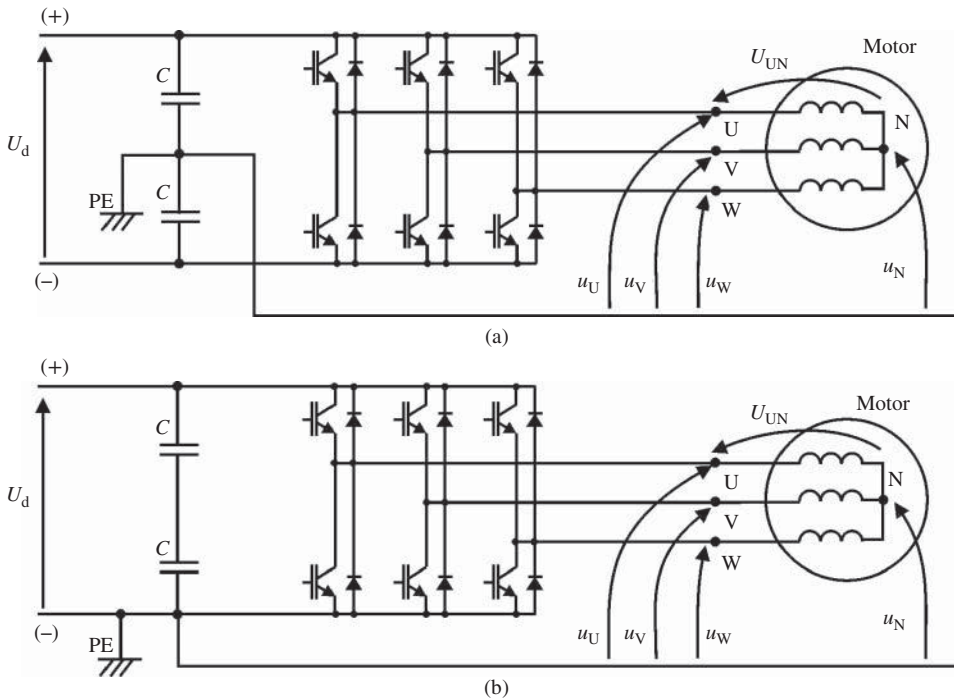 (+)
Motor
U_UN
C
U
N
U_d
V
PE
C
W
(–)
u_U
u_V
u_W
u_N
(a)
(+)
Motor
U_UN
C
U
N
U_d
V
C
W
(–)
PE
u_U
u_V
u_W
u_N
(b)